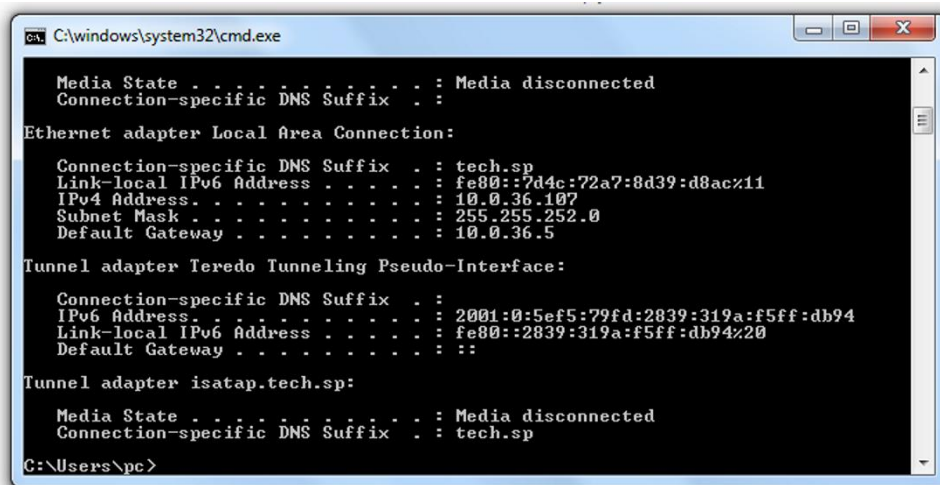 C:\windows\system32\cmd.exe
Media State . . . . . . . . . . . : Media disconnected
Connection-specific DNS Suffix  . :
Ethernet adapter Local Area Connection:
Connection-specific DNS Suffix  . : tech.sp
Link-local IPv6 Address . . . . . : fe80::7d4c:72a7:8d39:d8ac%11
IPv4 Address. . . . . . . . . . . : 10.0.36.107
Subnet Mask . . . . . . . . . . . : 255.255.252.0
Default Gateway . . . . . . . . . : 10.0.36.5
Tunnel adapter Teredo Tunneling Pseudo-Interface:
Connection-specific DNS Suffix  . :
IPv6 Address. . . . . . . . . . . : 2001:0:5ef5:79fd:2839:319a:f5ff:db94
Link-local IPv6 Address . . . . . : fe80::2839:319a:f5ff:db94%20
Default Gateway . . . . . . . . . : ::
Tunnel adapter isatap.tech.sp:
Media State . . . . . . . . . . . : Media disconnected
Connection-specific DNS Suffix  . : tech.sp
C:\Users\pc>